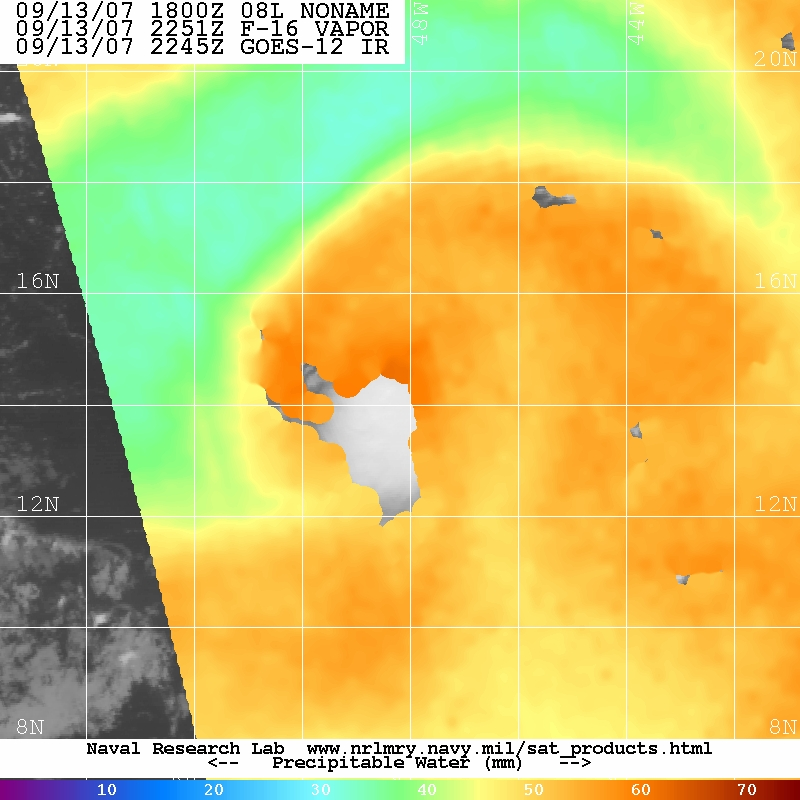 09/13/07 1800Z 08L NONAME
09/13/07 2251Z F-16 VAPOR
09/13/07 2245Z GOES-12 IR
48W
44W
20N
16N
16N
12N
12N
8N
8N
Naval Research Lab www.nrlmry.navy.mil/sat_products.html
<-- Precipitable Water (mm) -->
10 20 30 40 50 60 70